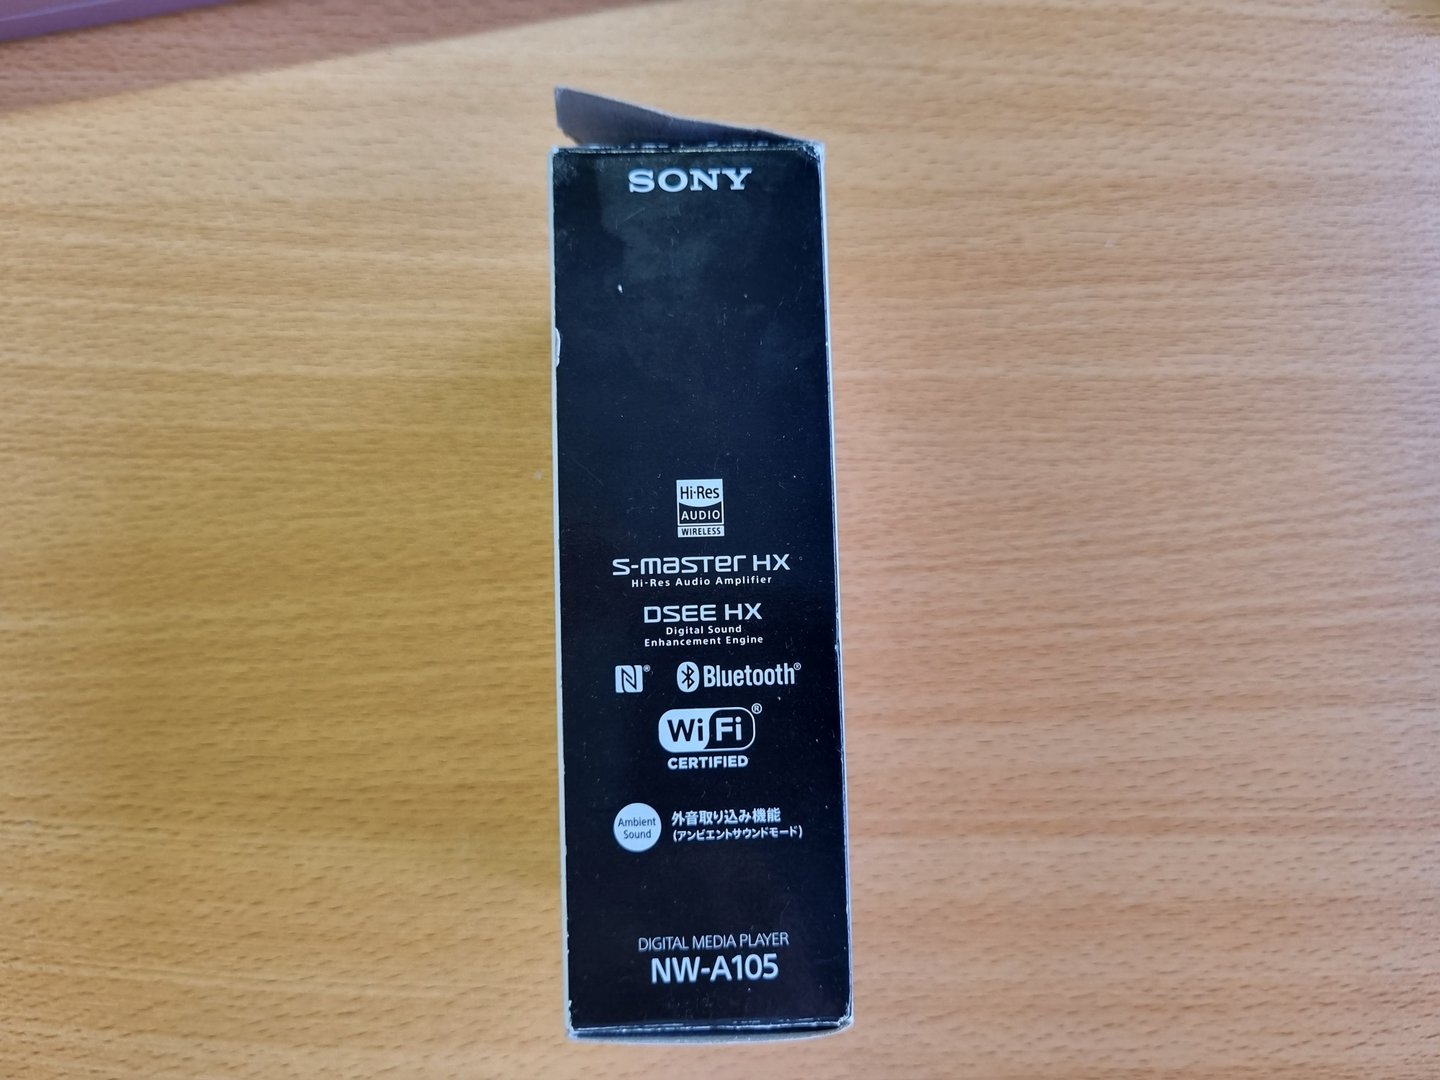 SONY
Hi-Res
AUDIO
WIRELESS
S-MASTER HX
Hi-Res Audio Amplifier
DSEE HX
Digital Sound
Enhancement Engine
N® Bluetooth®
Wi Fi®
CERTIFIED
Ambient
Sound
外音取り込み機能
(アンビエントサウンドモード)
DIGITAL MEDIA PLAYER
NW-A105